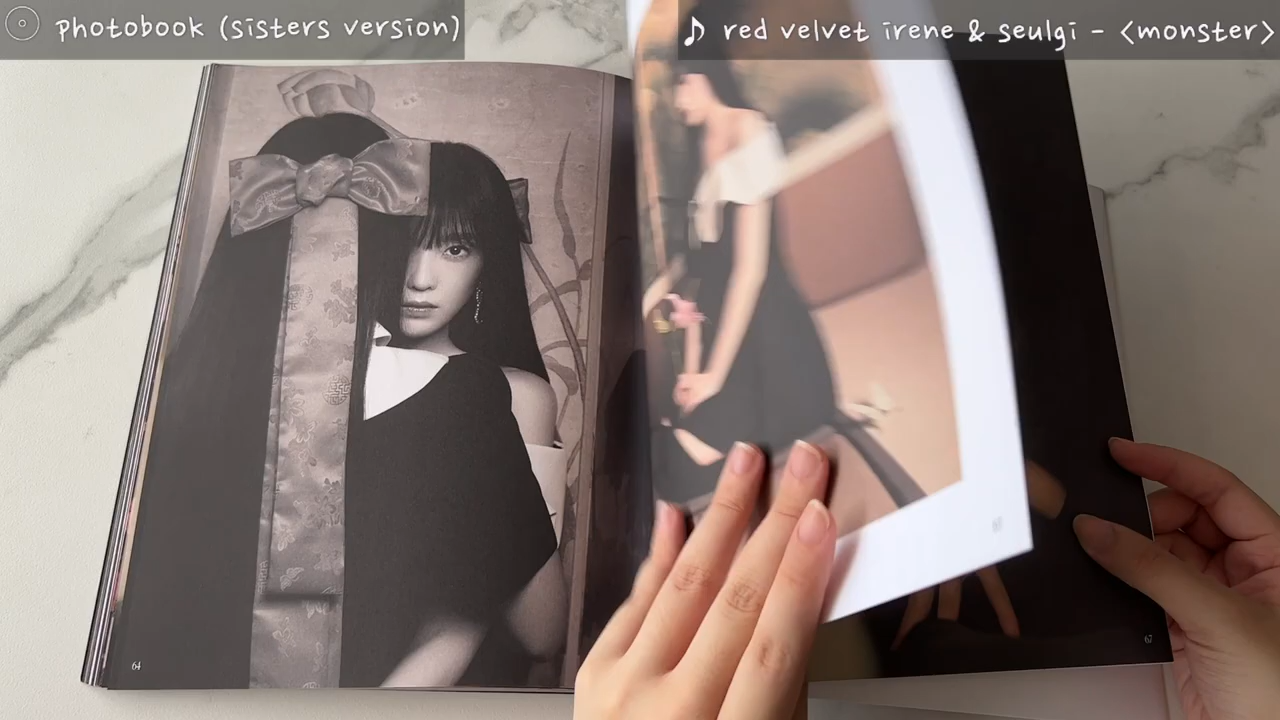 photobook (sisters version)
♪ red velvet irene & seulgi - <monster>
64
67